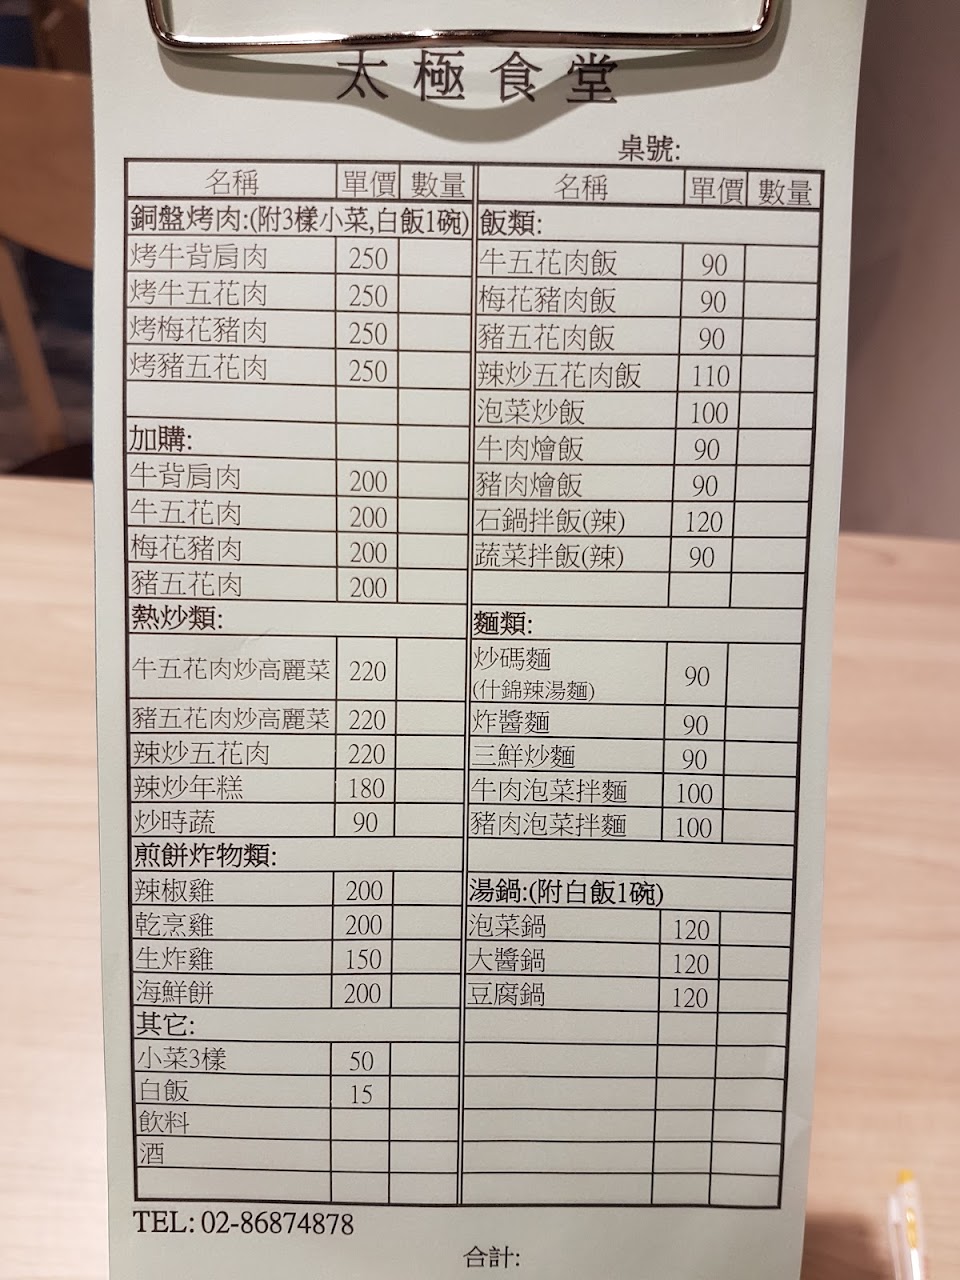 太極食堂
桌號:
名稱 單價 數量
銅盤烤肉:(附3樣小菜,白飯1碗)
烤牛背肩肉 250
烤牛五花肉 250
烤梅花豬肉 250
烤豬五花肉 250
加購:
牛背肩肉 200
牛五花肉 200
梅花豬肉 200
豬五花肉 200
熱炒類:
牛五花肉炒高麗菜 220
豬五花肉炒高麗菜 220
辣炒五花肉 220
辣炒年糕 180
炒時蔬 90
煎餅炸物類:
辣椒雞 200
乾烹雞 200
生炸雞 150
海鮮餅 200
其它:
小菜3樣 50
白飯 15
飲料
酒
名稱 單價 數量
飯類:
牛五花肉飯 90
梅花豬肉飯 90
豬五花肉飯 90
辣炒五花肉飯 110
泡菜炒飯 100
牛肉燴飯 90
豬肉燴飯 90
石鍋拌飯(辣) 120
蔬菜拌飯(辣) 90
麵類:
炒碼麵 90
(什錦辣湯麵)
炸醬麵 90
三鮮炒麵 90
牛肉泡菜拌麵 100
豬肉泡菜拌麵 100
湯鍋:(附白飯1碗)
泡菜鍋 120
大醬鍋 120
豆腐鍋 120
TEL: 02-86874878
合計: